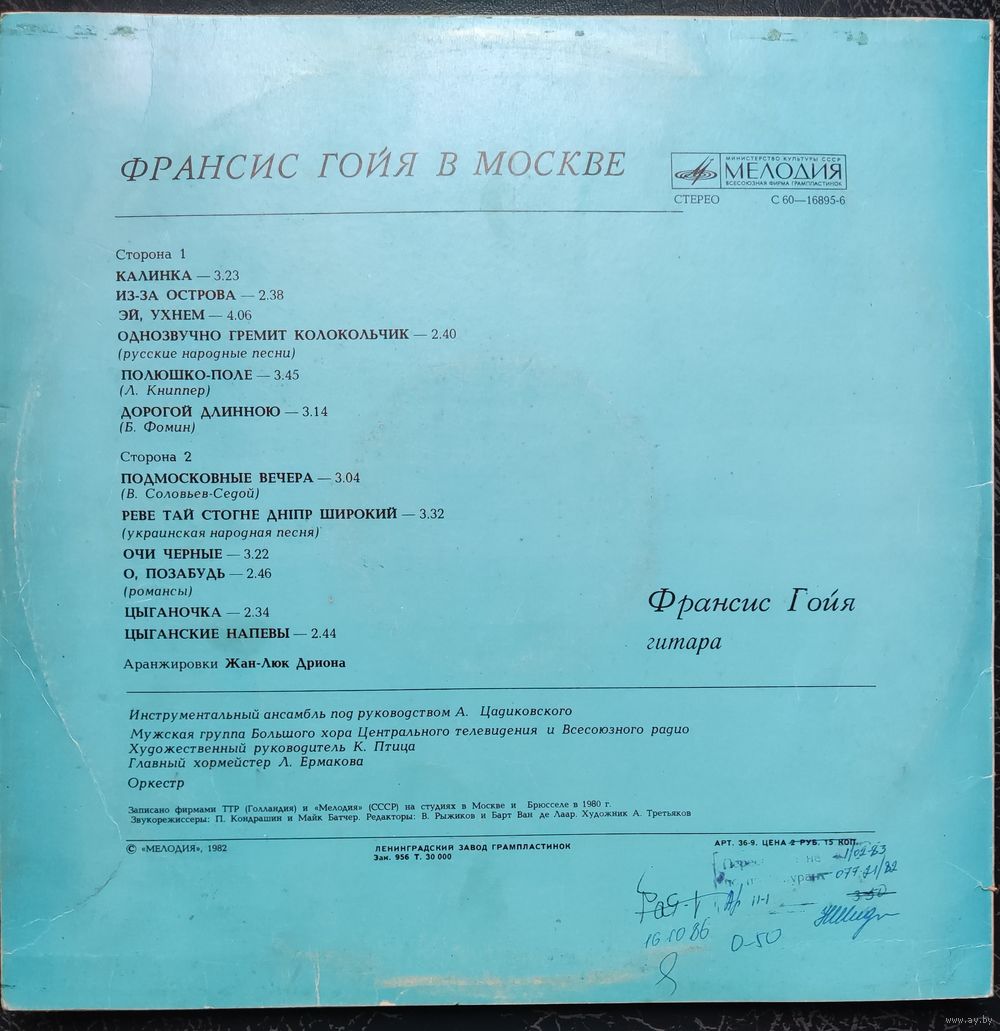 ФРАНСИС ГОЙЯ В МОСКВЕ
МИНИСТЕРСТВО КУЛЬТУРЫ СССР
МЕЛОДИЯ
ВСЕСОЮЗНАЯ ФИРМА ГРАМПЛАСТИНОК
СТЕРЕО С 60—16895-6
Сторона 1
КАЛИНКА — 3.23
ИЗ-ЗА ОСТРОВА — 2.38
ЭЙ, УХНЕМ — 4.06
ОДНОЗВУЧНО ГРЕМИТ КОЛОКОЛЬЧИК — 2.40
(русские народные песни)
ПОЛЮШКО-ПОЛЕ — 3.45
(Л. Книппер)
ДОРОГОЙ ДЛИННОЮ — 3.14
(Б. Фомин)
Сторона 2
ПОДМОСКОВНЫЕ ВЕЧЕРА — 3.04
(В. Соловьев-Седой)
РЕВЕ ТАЙ СТОГНЕ ДНІПР ШИРОКИЙ — 3.32
(украинская народная песня)
ОЧИ ЧЕРНЫЕ — 3.22
О, ПОЗАБУДЬ — 2.46
(романсы)
ЦЫГАНОЧКА — 2.34
ЦЫГАНСКИЕ НАПЕВЫ — 2.44
Аранжировки Жан-Люк Дриона
Франсис Гойя
гитара
Инструментальный ансамбль под руководством А. Цадиковского
Мужская группа Большого хора Центрального телевидения и Всесоюзного радио
Художественный руководитель К. Птица
Главный хормейстер Л. Ермакова
Оркестр
Записано фирмами ТТР (Голландия) и «Мелодия» (СССР) на студиях в Москве и Брюсселе в 1980 г.
Звукорежиссеры: П. Кондрашин и Майк Батчер. Редакторы: В. Рыжиков и Барт Ван де Лаар. Художник А. Третьяков
© «МЕЛОДИЯ», 1982
ЛЕНИНГРАДСКИЙ ЗАВОД ГРАМПЛАСТИНОК
Зак. 956 Т. 30 000
АРТ. 36-9. ЦЕНА 2 РУБ. 15 КОП.
11-1
3-50
16 10 86
0-50
www.ay.by